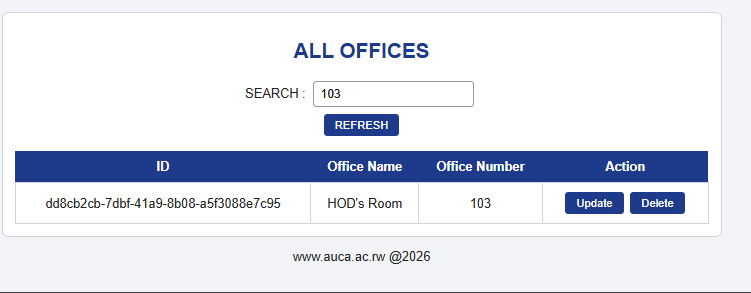 ALL OFFICES
SEARCH : 103
REFRESH
ID Office Name Office Number Action
dd8cb2cb-7dbf-41a9-8b08-a5f3088e7c95 HOD's Room 103 Update Delete
www.auca.ac.rw @2026